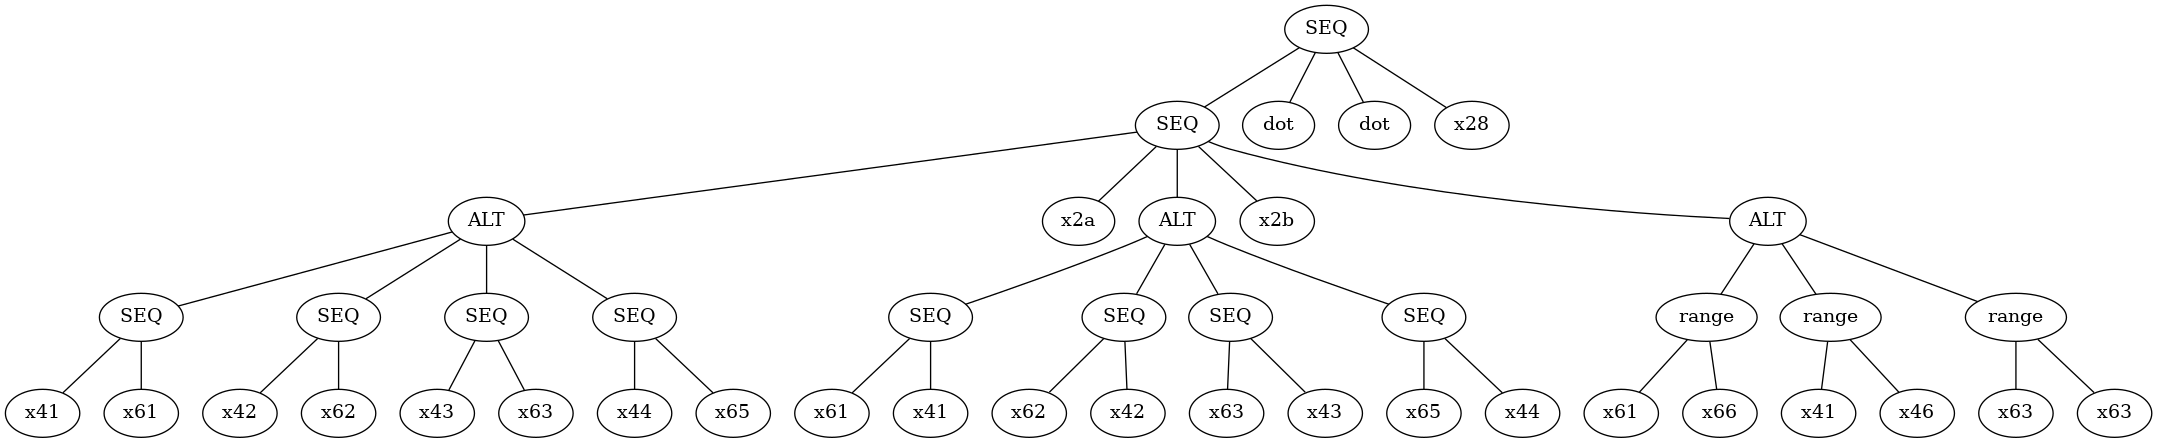 SEQ
SEQ dot dot x28
ALT x2a ALT x2b ALT
SEQ SEQ SEQ SEQ SEQ SEQ SEQ SEQ range range range
x41 x61 x42 x62 x43 x63 x44 x65 x61 x41 x62 x42 x63 x43 x65 x44 x61 x66 x41 x46 x63 x63